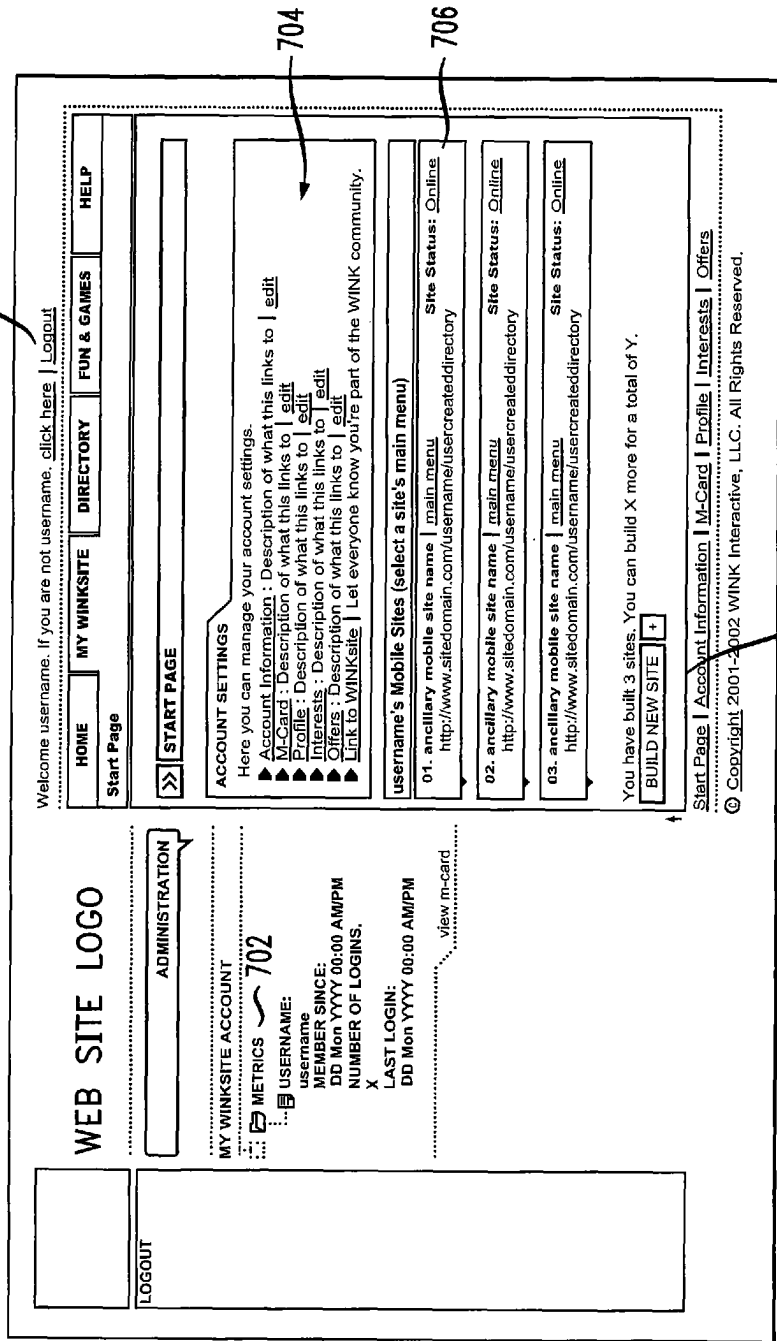 WEB SITE LOGO
LOGOUT
ADMINISTRATION
MY WINKSITE ACCOUNT
METRICS 702
USERNAME:
username
MEMBER SINCE:
DD Mon YYYY 00:00 AM/PM
NUMBER OF LOGINS.
X
LAST LOGIN:
DD Mon YYYY 00:00 AM/PM
view m-card
Welcome username. If you are not username, click here | Logout
HOME MY WINKSITE DIRECTORY FUN & GAMES HELP
Start Page
>> START PAGE
ACCOUNT SETTINGS
Here you can manage your account settings.
Account Information : Description of what this links to | edit
M-Card : Description of what this links to | edit
Profile : Description of what this links to | edit
Interests : Description of what this links to | edit
Offers : Description of what this links to | edit
Link to WINKsite | Let everyone know you're part of the WINK community.
704
username's Mobile Sites (select a site's main menu)
01. ancillary mobile site name | main menu Site Status: Online
http://www.sitedomain.com/username/usercreateddirectory
706
02. ancillary mobile site name | main menu Site Status: Online
http://www.sitedomain.com/username/usercreateddirectory
03. ancillary mobile site name | main menu Site Status: Online
http://www.sitedomain.com/username/usercreateddirectory
You have built 3 sites. You can build X more for a total of Y.
BUILD NEW SITE +
Start Page | Account Information | M-Card | Profile | Interests | Offers
© Copyright 2001-2002 WINK Interactive, LLC. All Rights Reserved.